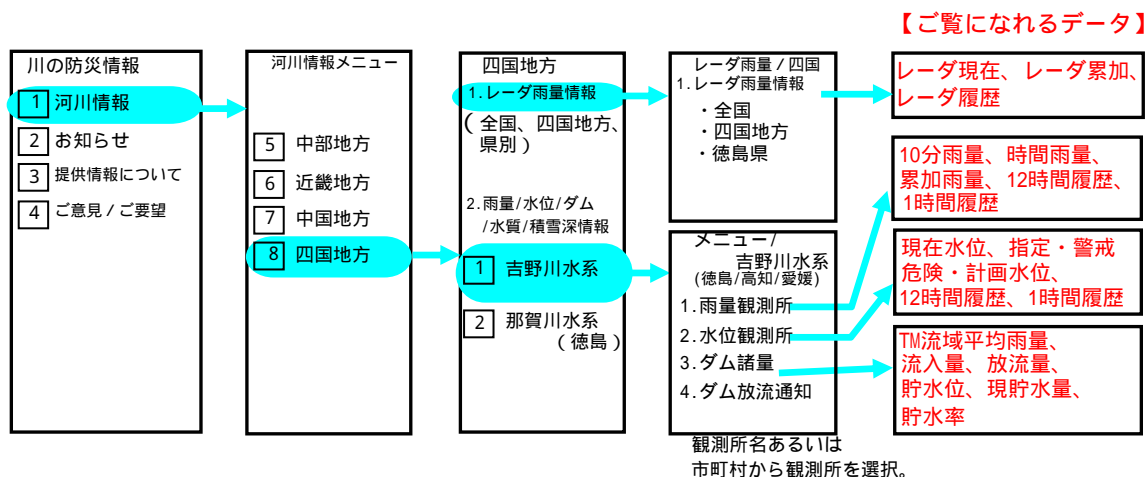 【ご覧になれるデータ】
川の防災情報
1 河川情報
2 お知らせ
3 提供情報について
4 ご意見/ご要望
河川情報メニュー
5 中部地方
6 近畿地方
7 中国地方
8 四国地方
四国地方
1.レーダ雨量情報
(全国、四国地方、
県別)
2.雨量/水位/ダム
/水質/積雪深情報
1 吉野川水系
2 那賀川水系
(徳島)
レーダ雨量/四国
1.レーダ雨量情報
・全国
・四国地方
・徳島県
メニュー/
吉野川水系
(徳島/高知/愛媛)
1.雨量観測所
2.水位観測所
3.ダム諸量
4.ダム放流通知
観測所名あるいは
市町村から観測所を選択。
レーダ現在、レーダ累加、
レーダ履歴
10分雨量、時間雨量、
累加雨量、12時間履歴、
1時間履歴
現在水位、指定・警戒
危険・計画水位、
12時間履歴、1時間履歴
TM流域平均雨量、
流入量、放流量、
貯水位、現貯水量、
貯水率